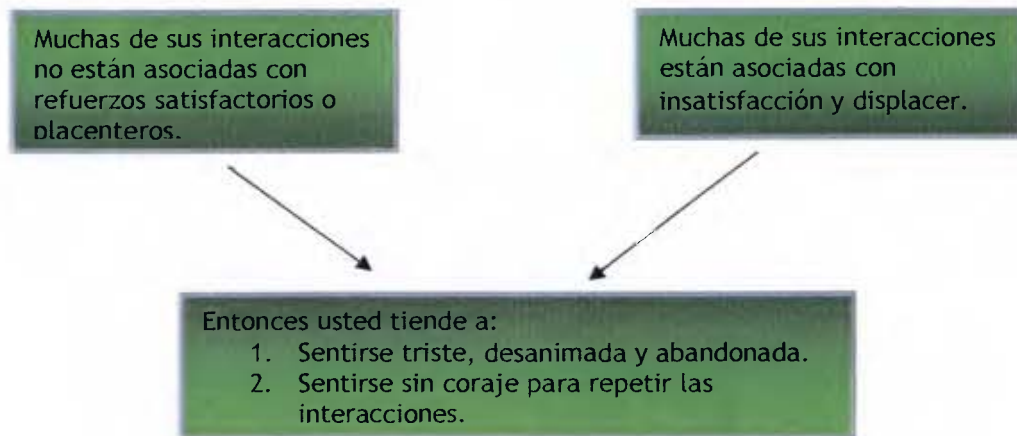 Muchas de sus interacciones
no están asociadas con
refuerzos satisfactorios o
placenteros.
Muchas de sus interacciones
están asociadas con
insatisfacción y displacer.
Entonces usted tiende a:
1. Sentirse triste, desanimada y abandonada.
2. Sentirse sin coraje para repetir las
interacciones.